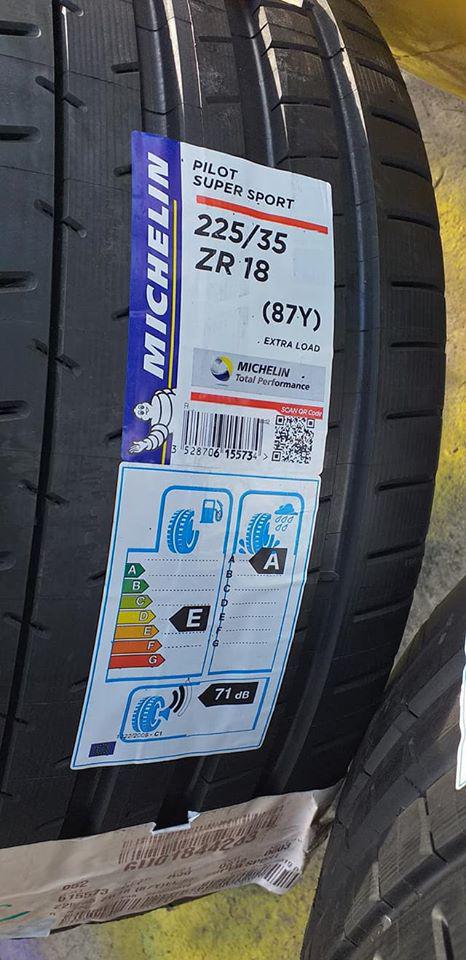 MICHELIN
PILOT
SUPER SPORT
225/35
ZR 18
(87Y)
EXTRA LOAD
MICHELIN
Total Performance
SCAN QR Code
3 528706 155734 >
A
B
C
D
E
F
G
E
A
B
C
D
E
F
G
A
71 dB
1222/2009 - C1